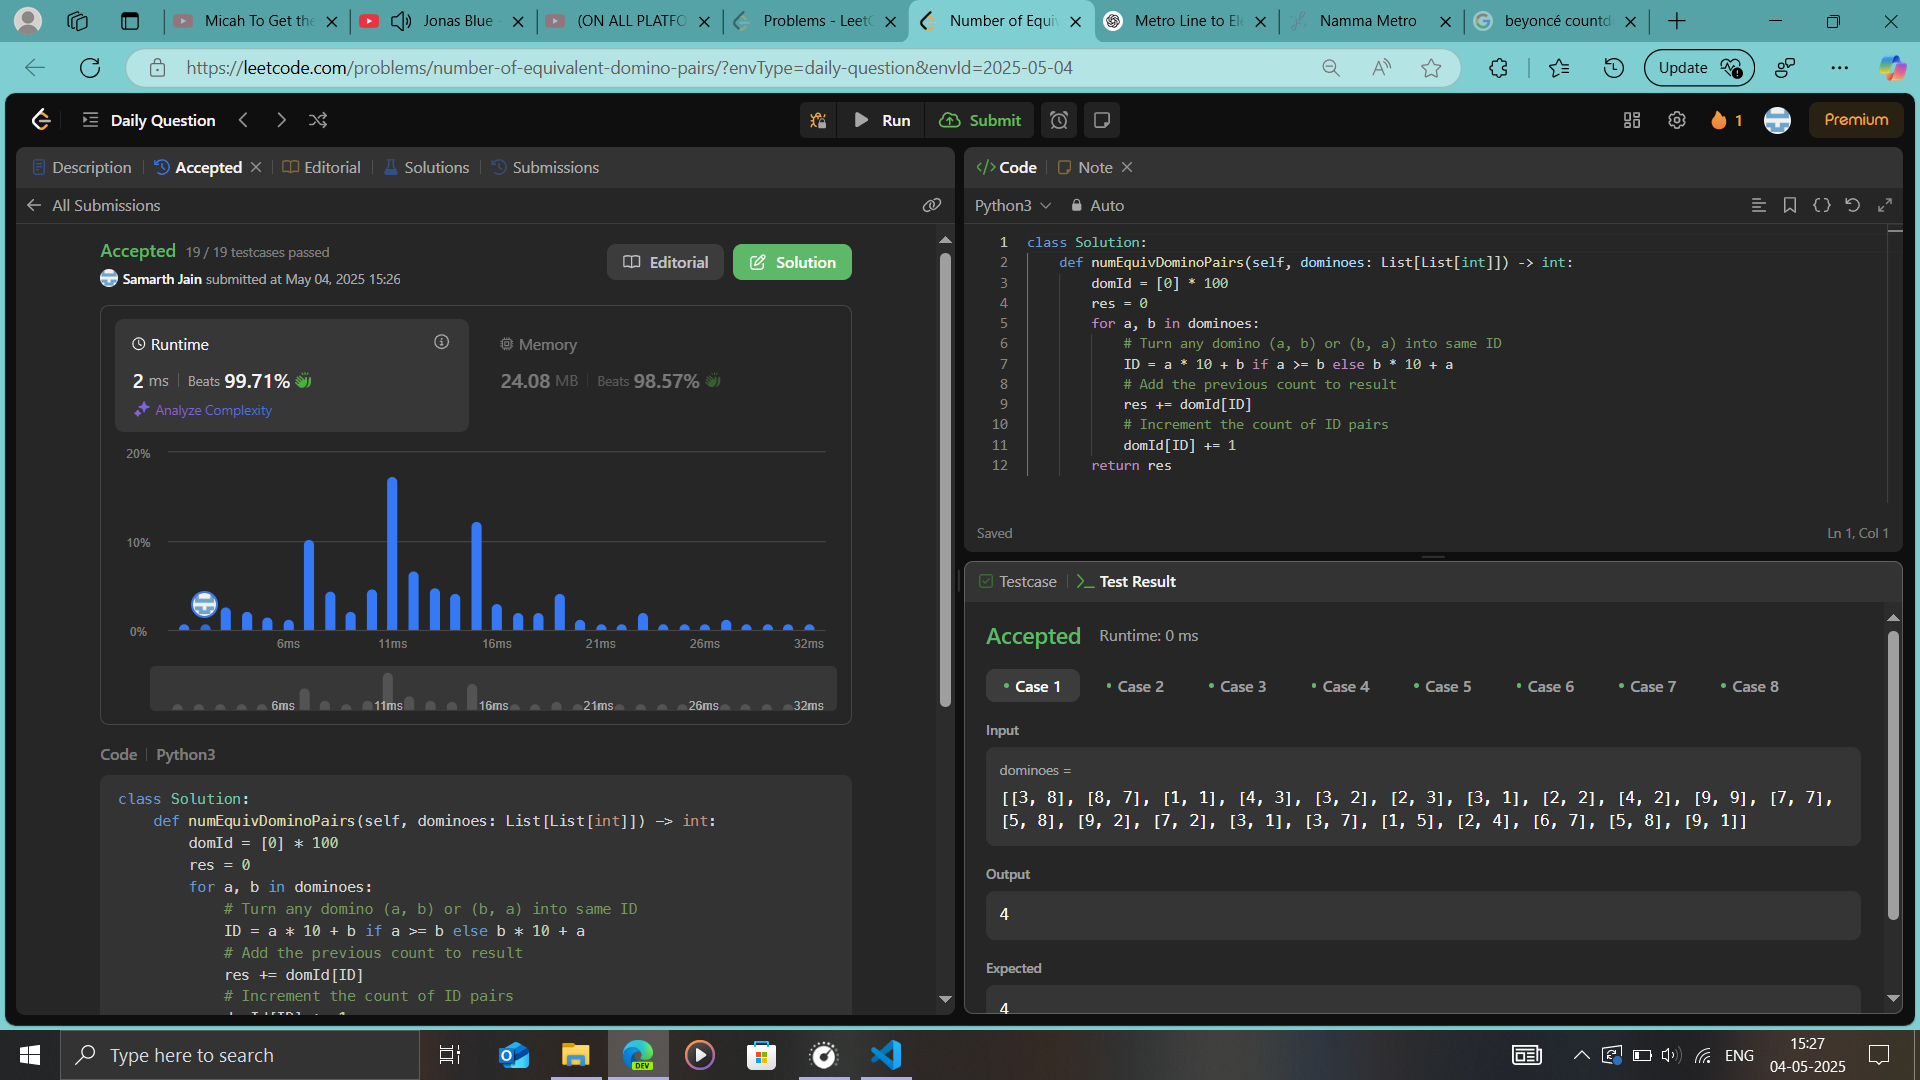 Micah To Get the
Jonas Blue -
(ON ALL PLATFO
Problems - LeetC
Number of Equiv
Metro Line to Ele
Namma Metro
beyoncé countd
https://leetcode.com/problems/number-of-equivalent-domino-pairs/?envType=daily-question&envId=2025-05-04
Update
Daily Question
Run
Submit
1
Premium
Description
Accepted
Editorial
Solutions
Submissions
</> Code
Note
All Submissions
Python3
Auto
Accepted 19 / 19 testcases passed
Samarth Jain submitted at May 04, 2025 15:26
Editorial
Solution
Runtime
2 ms Beats 99.71%
Analyze Complexity
Memory
24.08 MB Beats 98.57%
20%
10%
0%
6ms 11ms 16ms 21ms 26ms 32ms
6ms 11ms 16ms 21ms 26ms 32ms
Code Python3
class Solution:
def numEquivDominoPairs(self, dominoes: List[List[int]]) -> int:
domId = [0] * 100
res = 0
for a, b in dominoes:
# Turn any domino (a, b) or (b, a) into same ID
ID = a * 10 + b if a >= b else b * 10 + a
# Add the previous count to result
res += domId[ID]
# Increment the count of ID pairs
1 class Solution:
2 def numEquivDominoPairs(self, dominoes: List[List[int]]) -> int:
3 domId = [0] * 100
4 res = 0
5 for a, b in dominoes:
6 # Turn any domino (a, b) or (b, a) into same ID
7 ID = a * 10 + b if a >= b else b * 10 + a
8 # Add the previous count to result
9 res += domId[ID]
10 # Increment the count of ID pairs
11 domId[ID] += 1
12 return res
Saved
Ln 1, Col 1
Testcase
Test Result
Accepted Runtime: 0 ms
Case 1 Case 2 Case 3 Case 4 Case 5 Case 6 Case 7 Case 8
Input
dominoes =
[[3, 8], [8, 7], [1, 1], [4, 3], [3, 2], [2, 3], [3, 1], [2, 2], [4, 2], [9, 9], [7, 7],
[5, 8], [9, 2], [7, 2], [3, 1], [3, 7], [1, 5], [2, 4], [6, 7], [5, 8], [9, 1]]
Output
4
Expected
4
Type here to search
DEV
ENG
15:27
04-05-2025